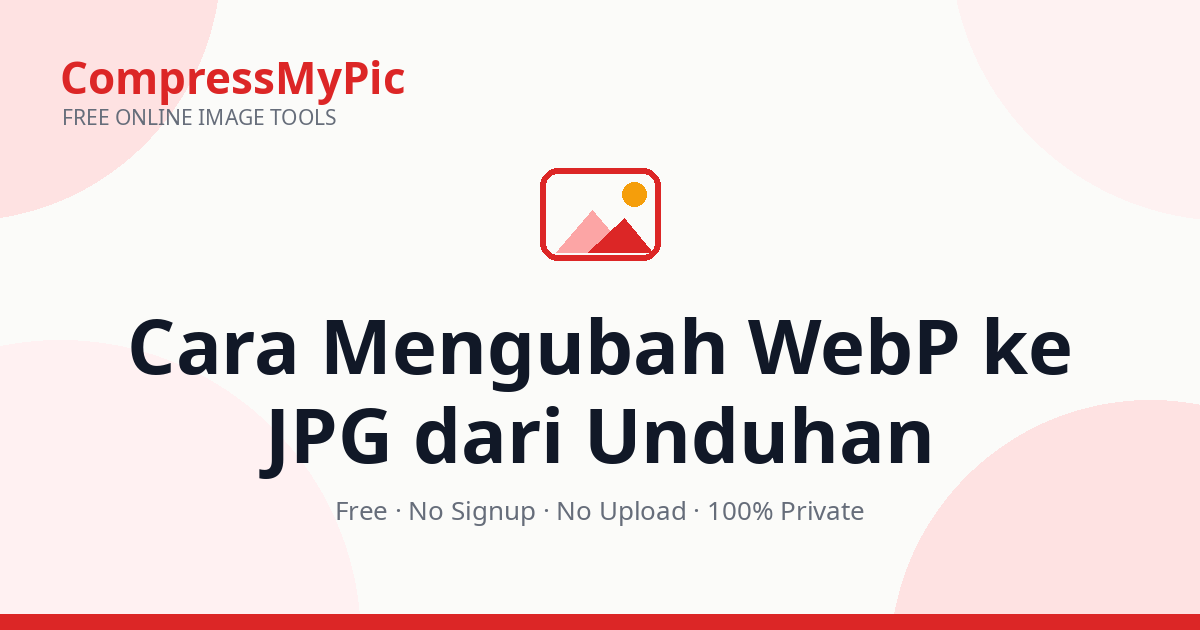 CompressMyPic
FREE ONLINE IMAGE TOOLS
Cara Mengubah WebP ke
JPG dari Unduhan
Free · No Signup · No Upload · 100% Private